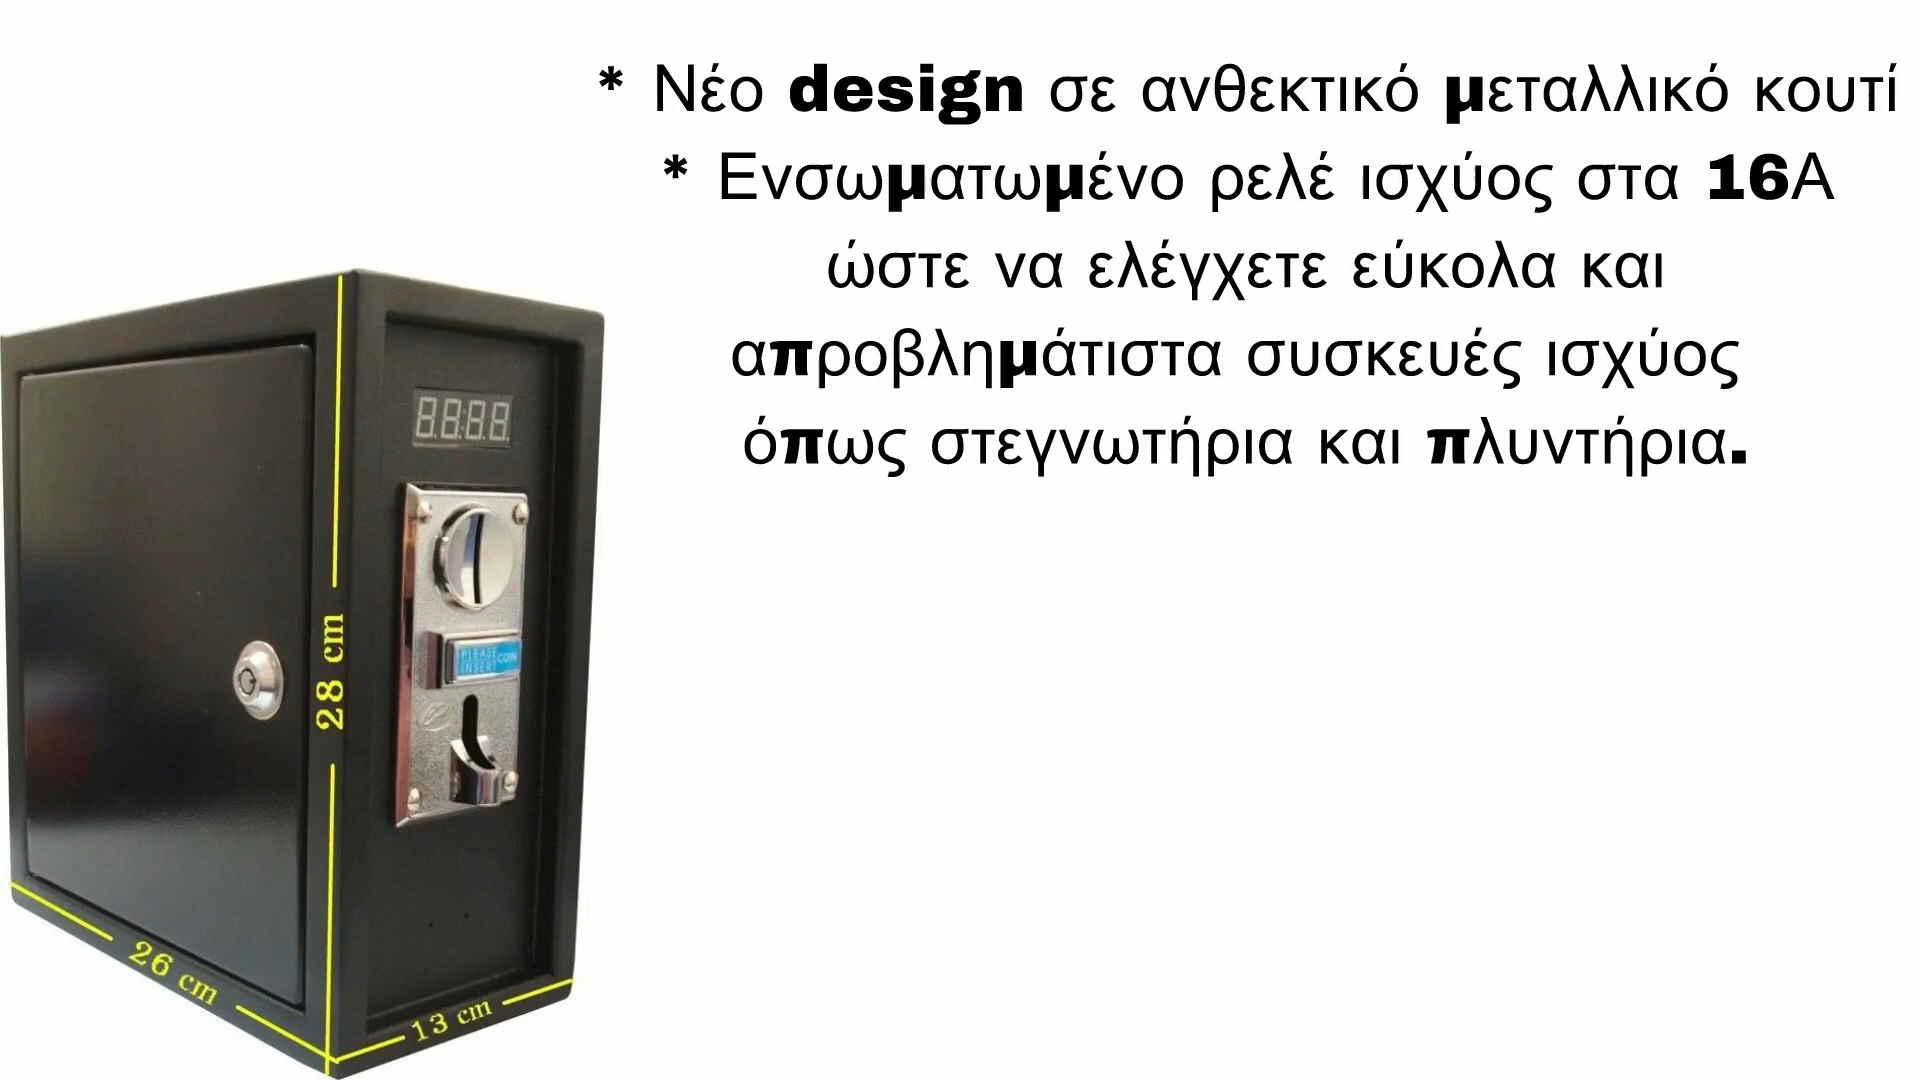 * Νέο design σε ανθεκτικό μεταλλικό κουτί
* Ενσωματωμένο ρελέ ισχύος στα 16Α
ώστε να ελέγχετε εύκολα και
απροβλημάτιστα συσκευές ισχύος
όπως στεγνωτήρια και πλυντήρια.
88:88
PLEASE
INSERT COIN
28 cm
26 cm
13 cm